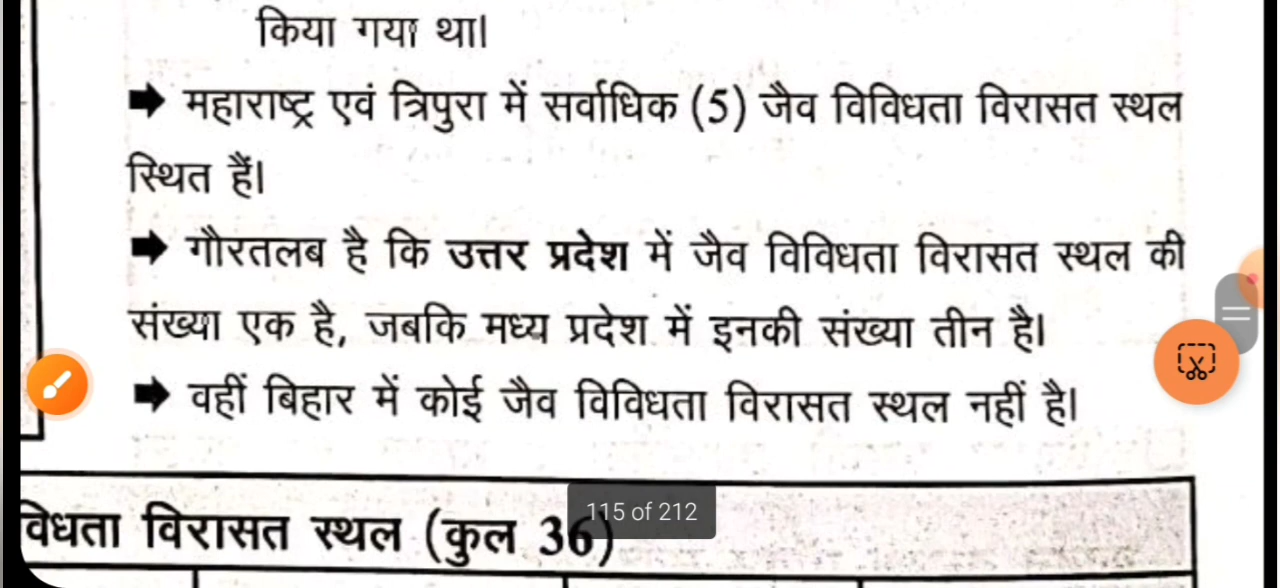 किया गया था।
➡ महाराष्ट्र एवं त्रिपुरा में सर्वाधिक (5) जैव विविधता विरासत स्थल
स्थित हैं।
➡ गौरतलब है कि उत्तर प्रदेश में जैव विविधता विरासत स्थल की
संख्या एक है, जबकि मध्य प्रदेश में इनकी संख्या तीन है।
➡ वहीं बिहार में कोई जैव विविधता विरासत स्थल नहीं है।
विधता विरासत स्थल (कुल 36)
115 of 212